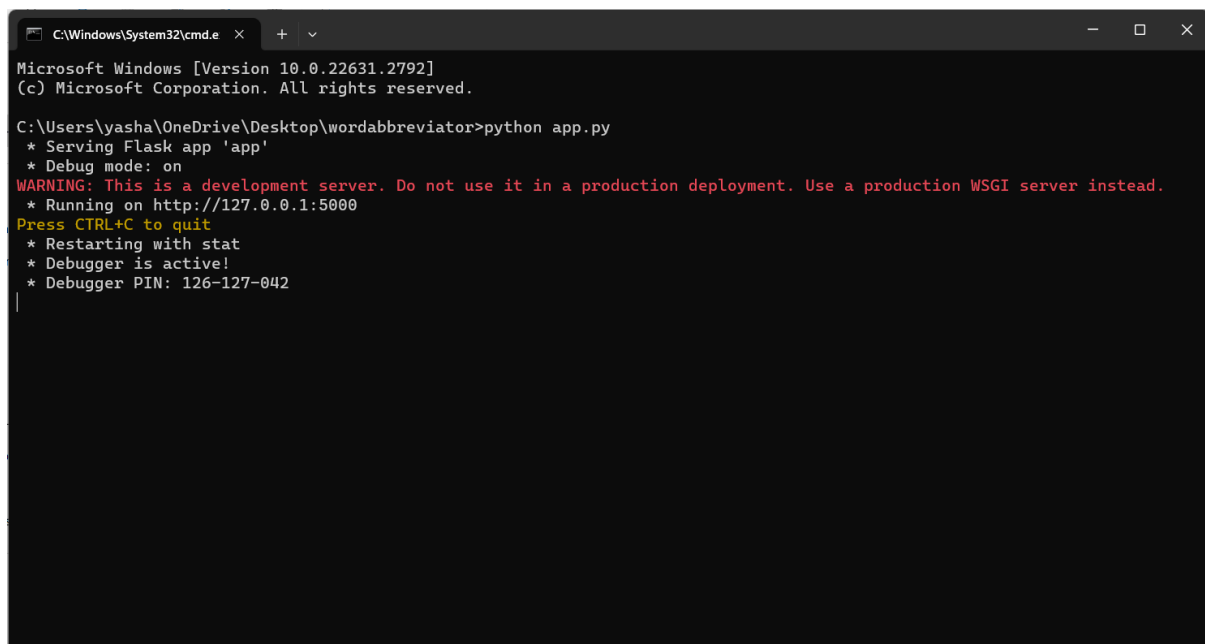 C:\Windows\System32\cmd.e
Microsoft Windows [Version 10.0.22631.2792]
(c) Microsoft Corporation. All rights reserved.
C:\Users\yasha\OneDrive\Desktop\wordabbreviator>python app.py
* Serving Flask app 'app'
* Debug mode: on
WARNING: This is a development server. Do not use it in a production deployment. Use a production WSGI server instead.
* Running on http://127.0.0.1:5000
Press CTRL+C to quit
* Restarting with stat
* Debugger is active!
* Debugger PIN: 126-127-042